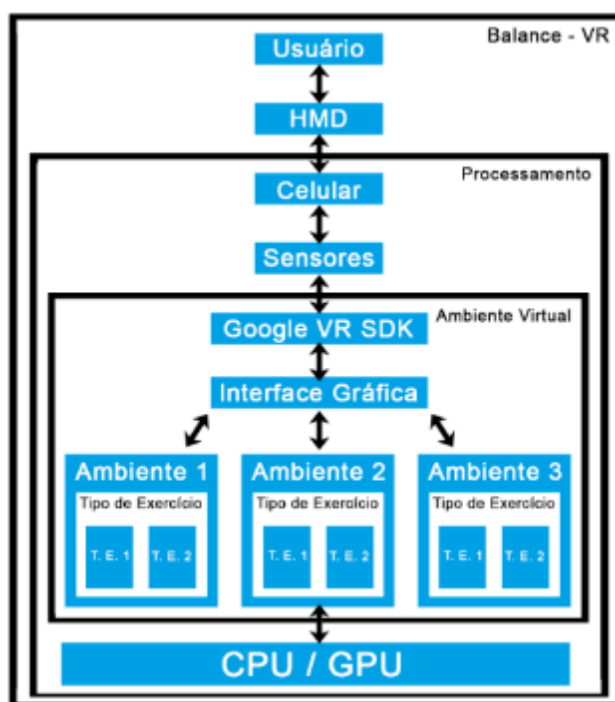 Balance - VR
Usuário
HMD
Processamento
Celular
Sensores
Ambiente Virtual
Google VR SDK
Interface Gráfica
Ambiente 1
Tipo de Exercício
T. E. 1
T. E. 2
Ambiente 2
Tipo de Exercício
T. E. 1
T. E. 2
Ambiente 3
Tipo de Exercício
T. E. 1
T. E. 2
CPU / GPU